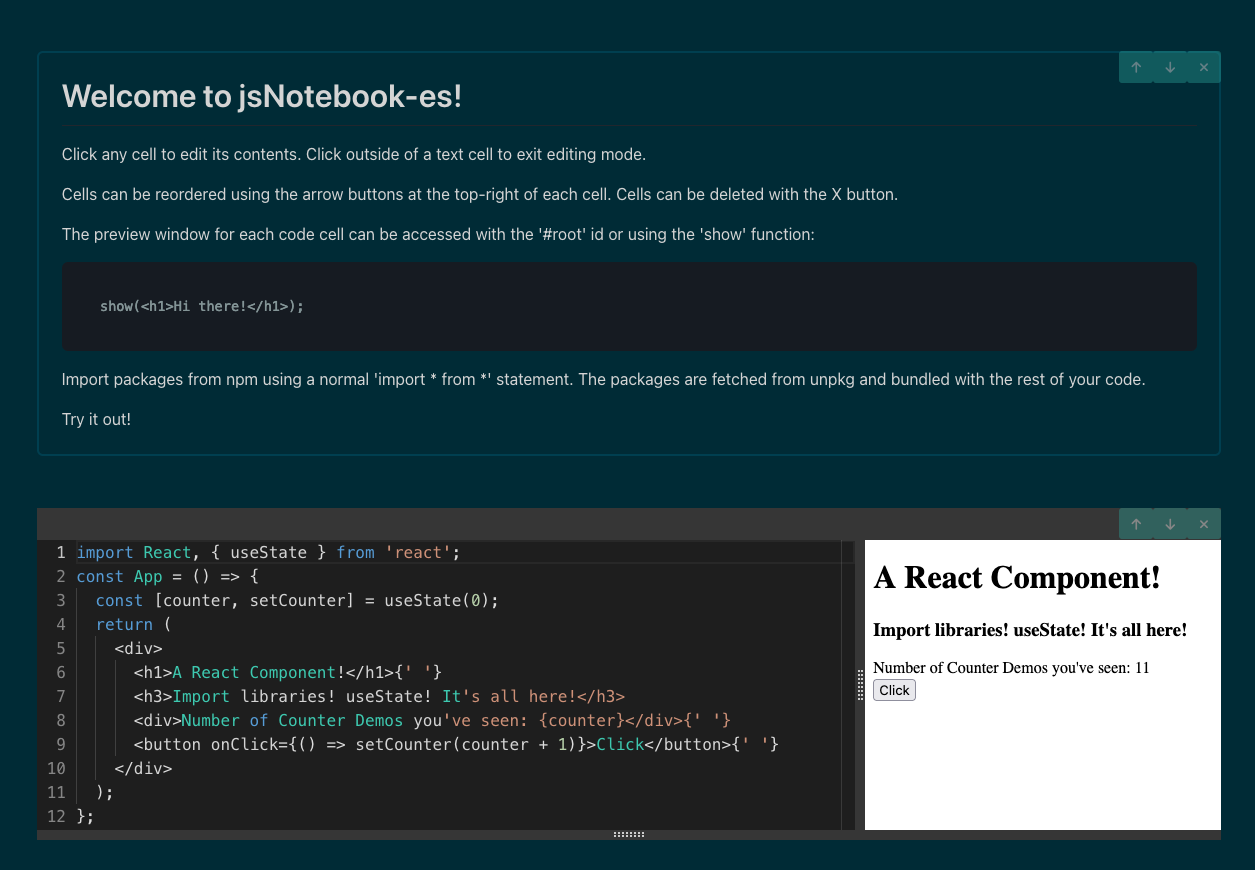 ↑ ↓ ×
Welcome to jsNotebook-es!
Click any cell to edit its contents. Click outside of a text cell to exit editing mode.
Cells can be reordered using the arrow buttons at the top-right of each cell. Cells can be deleted with the X button.
The preview window for each code cell can be accessed with the '#root' id or using the 'show' function:
show(<h1>Hi there!</h1>);
Import packages from npm using a normal 'import * from *' statement. The packages are fetched from unpkg and bundled with the rest of your code.
Try it out!
↑ ↓ ×
1 import React, { useState } from 'react';
2 const App = () => {
3   const [counter, setCounter] = useState(0);
4   return (
5     <div>
6       <h1>A React Component!</h1>{' '}
7       <h3>Import libraries! useState! It's all here!</h3>
8       <div>Number of Counter Demos you've seen: {counter}</div>{' '}
9       <button onClick={() => setCounter(counter + 1)}>Click</button>{' '}
10     </div>
11   );
12 };
A React Component!
Import libraries! useState! It's all here!
Number of Counter Demos you've seen: 11
Click